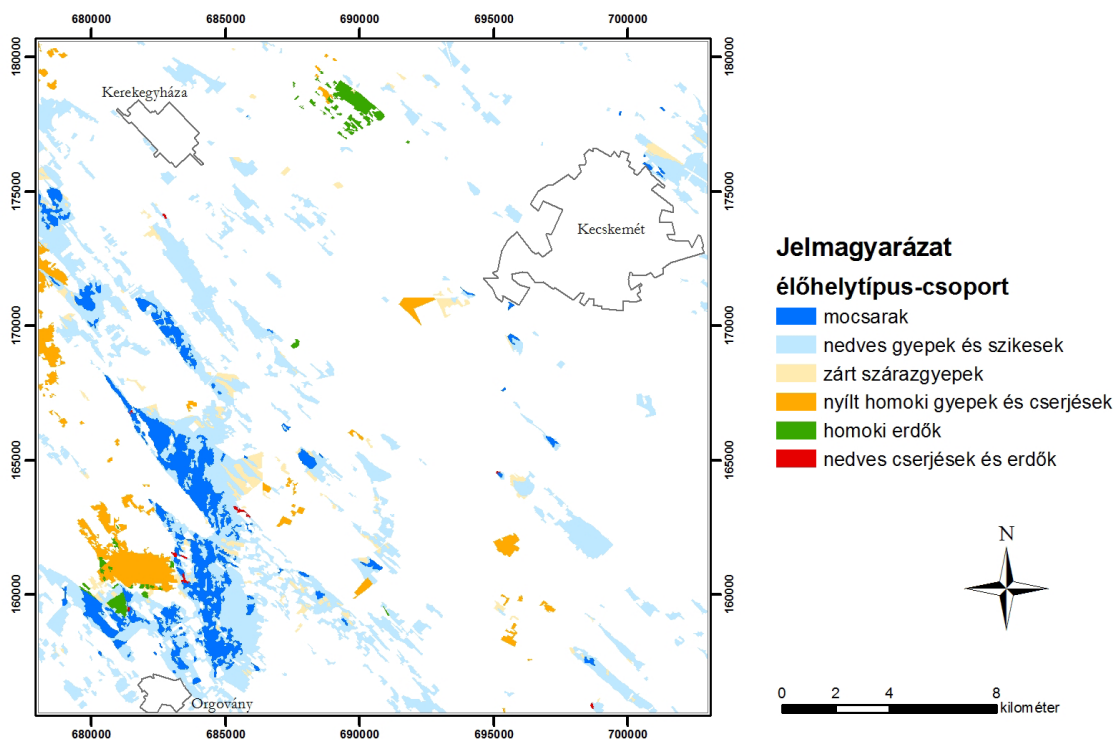 680000 685000 690000 695000 700000
180000 180000
Kerekegyháza
175000 175000
Kecskemét
170000 170000
165000 165000
160000 160000
Orgovány
680000 685000 690000 695000 700000
Jelmagyarázat
élőhelytípus-csoport
mocsarak
nedves gyepek és szikesek
zárt szárazgyepek
nyílt homoki gyepek és cserjések
homoki erdők
nedves cserjések és erdők
N
0 2 4 8
kilométer